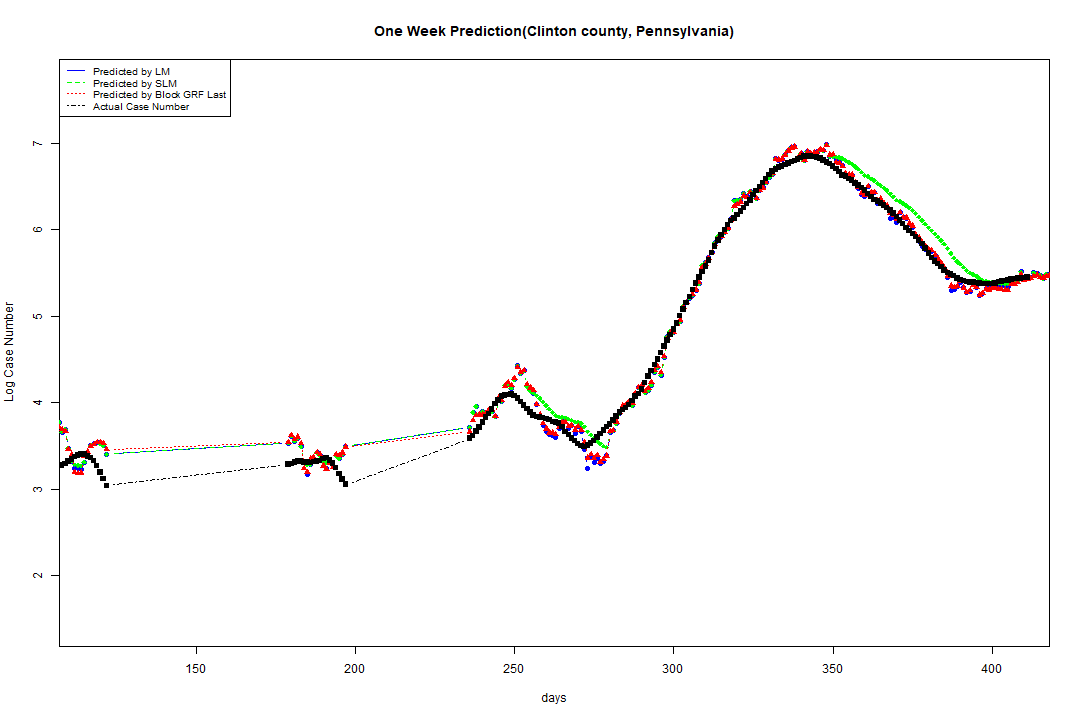 One Week Prediction(Clinton county, Pennsylvania)
Predicted by LM
Predicted by SLM
Predicted by Block GRF Last
Actual Case Number
7
6
5
4
3
2
Log Case Number
150 200 250 300 350 400
days